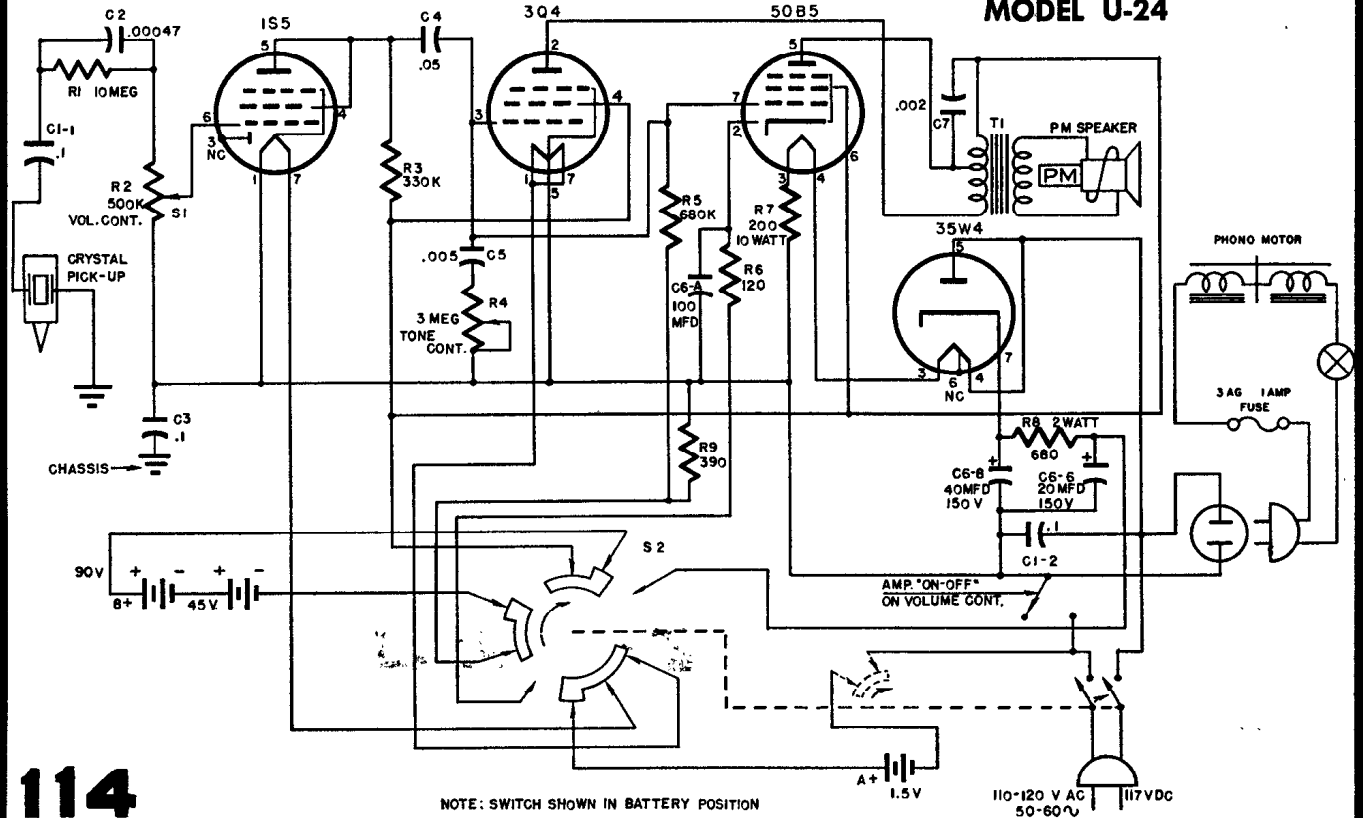 MODEL U-24
C2
.00047
R1 10MEG
C1-1
.1
1S5
5
6
3
NC
4
1
7
R2
500K
VOL. CONT.
S1
CRYSTAL
PICK-UP
C3
.1
CHASSIS
C4
.05
R3
330K
3Q4
2
3
4
1
5
7
.005 C5
R4
3 MEG
TONE
CONT.
50B5
5
7
2
6
3
4
R5
680K
C6-A
100
MFD
R6
120
R7
200
10 WATT
R9
390
.002
C7
T1
PM SPEAKER
PM
35W4
5
3
6
NC
4
7
R8 2WATT
680
+
C6-B
40MFD
150V
+
C6-6
20MFD
150V
.1
C1-2
PHONO MOTOR
3AG 1AMP
FUSE
AMP. "ON-OFF"
ON VOLUME CONT.
S2
90V
+ -
+ -
B+
45V
A+
1.5V
110-120 V AC
50-60∿
117VDC
NOTE: SWITCH SHOWN IN BATTERY POSITION
114